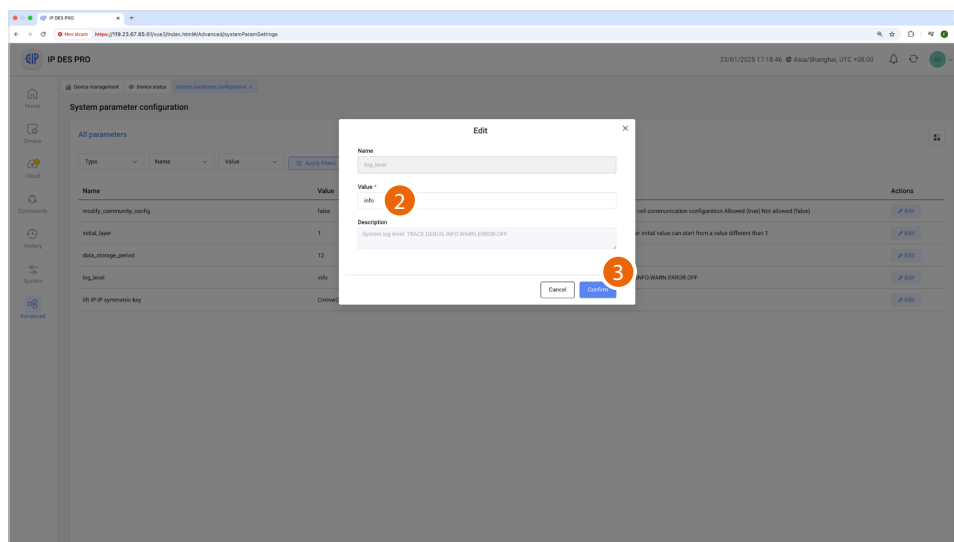 IP DES PRO
Non sicuro https://119.23.67.85:81/vue3/index.html#/Advanced/systemParamSettings
IP DES PRO
23/01/2025 17:18:46 @ Asia/Shanghai, UTC +08:00
Device management Device status System parameter configuration ×
System parameter configuration
Home
Device
Cloud
Community
History
System
Advanced
All parameters
Type Name Value Apply filters
Name Value Actions
modify_community_config false cell communication configuration Allowed (true) Not allowed (false) Edit
initial_layer 1 or initial value can start from a value different than 1 Edit
data_storage_period 12 Edit
log_level info INFO.WARN.ERROR.OFF Edit
lift IP-IP symmetric key Edit
Edit
Name
log_level
Value *
info
2
Description
System log level: TRACE.DEBUG.INFO.WARN.ERROR.OFF
3
Cancel Confirm